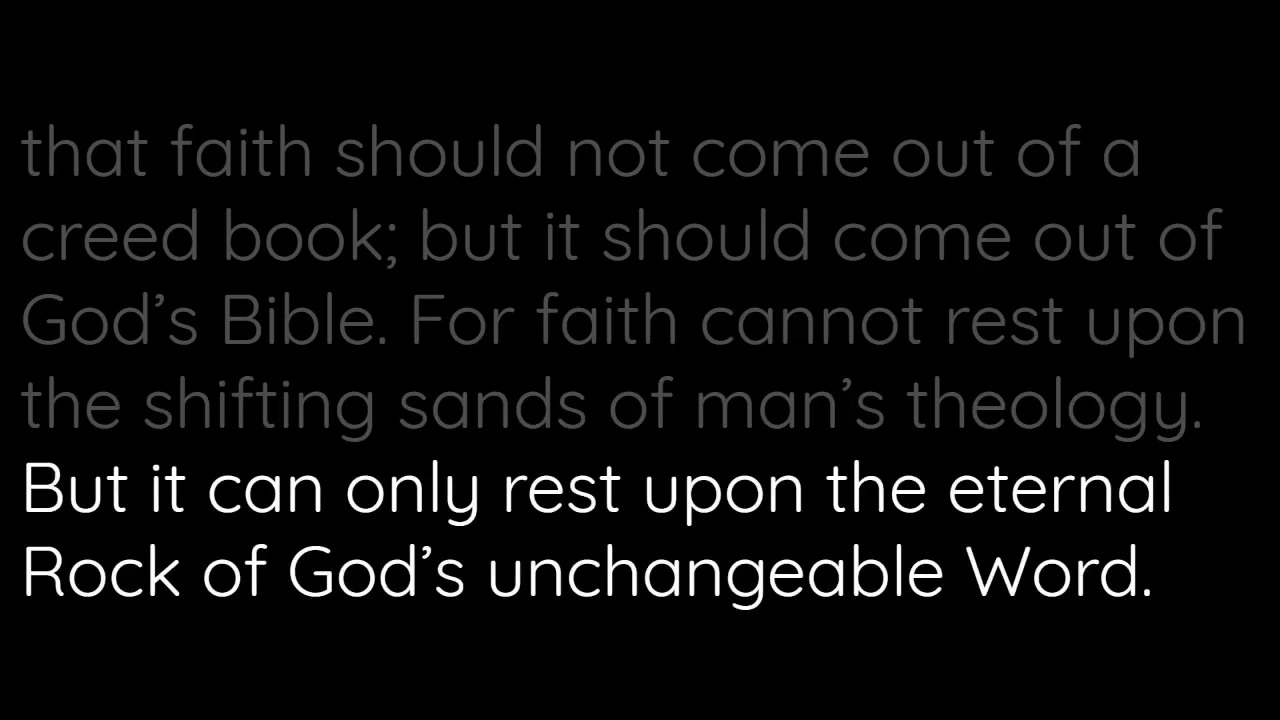 that faith should not come out of a
creed book; but it should come out of
God’s Bible. For faith cannot rest upon
the shifting sands of man’s theology.
But it can only rest upon the eternal
Rock of God’s unchangeable Word.